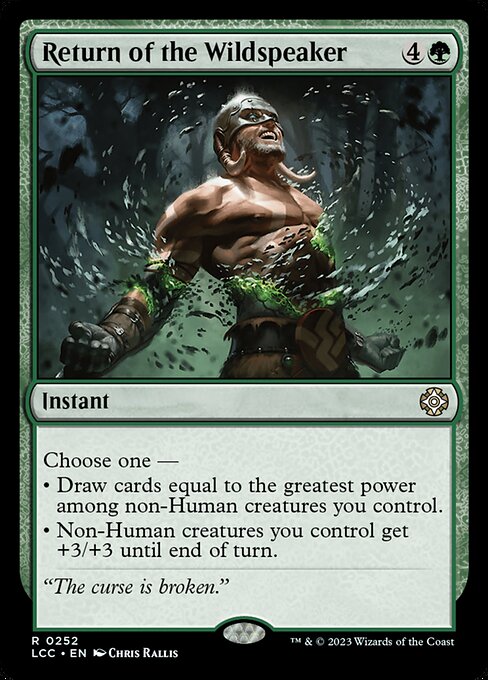 Return of the Wildspeaker 4
Instant
Choose one —
• Draw cards equal to the greatest power
among non-Human creatures you control.
• Non-Human creatures you control get
+3/+3 until end of turn.
“The curse is broken.”
R 0252
LCC • EN Chris Rallis
™ & © 2023 Wizards of the Coast